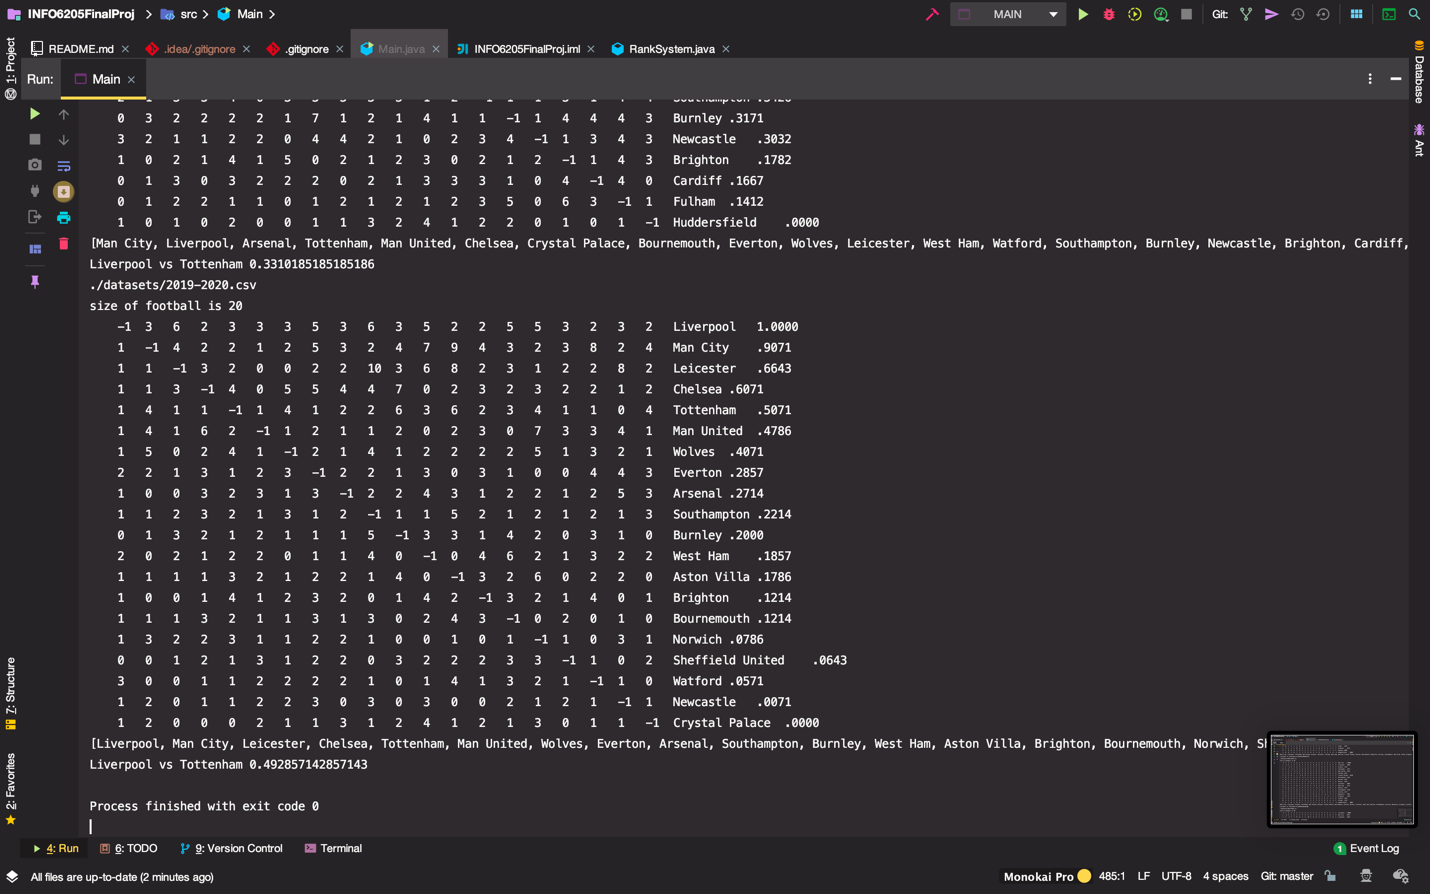 INFO6205FinalProj > src > Main >
MAIN
Git:
README.md
.idea/.gitignore
.gitignore
Main.java
INFO6205FinalProj.iml
RankSystem.java
1: Project
Database
Ant
Run: Main
0 3 2 2 2 2 1 7 1 2 1 4 1 1 -1 1 4 4 4 3 Burnley .3171
3 2 1 1 2 2 0 4 4 2 1 0 2 3 4 -1 1 3 4 3 Newcastle .3032
1 0 2 1 4 1 5 0 2 1 2 3 0 2 1 2 -1 1 4 3 Brighton .1782
0 1 3 0 3 2 2 2 0 2 1 3 3 3 1 0 4 -1 4 0 Cardiff .1667
0 1 2 2 1 1 0 1 2 1 2 1 2 3 5 0 6 3 -1 1 Fulham .1412
1 0 1 0 2 0 0 1 1 3 2 4 1 2 2 0 1 0 1 -1 Huddersfield .0000
[Man City, Liverpool, Arsenal, Tottenham, Man United, Chelsea, Crystal Palace, Bournemouth, Everton, Wolves, Leicester, West Ham, Watford, Southampton, Burnley, Newcastle, Brighton, Cardiff,
Liverpool vs Tottenham 0.3310185185185186
./datasets/2019-2020.csv
size of football is 20
-1 3 6 2 3 3 3 5 3 6 3 5 2 2 5 5 3 2 3 2 Liverpool 1.0000
1 -1 4 2 2 1 2 5 3 2 4 7 9 4 3 2 3 8 2 4 Man City .9071
1 1 -1 3 2 0 0 2 2 10 3 6 8 2 3 1 2 2 8 2 Leicester .6643
1 1 3 -1 4 0 5 5 4 4 7 0 2 3 2 3 2 2 1 2 Chelsea .6071
1 4 1 1 -1 1 4 1 2 2 6 3 6 2 3 4 1 1 0 4 Tottenham .5071
1 4 1 6 2 -1 1 2 1 1 2 0 2 3 0 7 3 3 4 1 Man United .4786
1 5 0 2 4 1 -1 2 1 4 1 2 2 2 2 5 1 3 2 1 Wolves .4071
2 2 1 3 1 2 3 -1 2 2 1 3 0 3 1 0 0 4 4 3 Everton .2857
1 0 0 3 2 3 1 3 -1 2 2 4 3 1 2 2 1 2 5 3 Arsenal .2714
1 1 2 3 2 1 3 1 2 -1 1 1 5 2 1 2 1 2 1 3 Southampton .2214
0 1 3 2 1 2 1 1 1 5 -1 3 3 1 4 2 0 3 1 0 Burnley .2000
2 0 2 1 2 2 0 1 1 4 0 -1 0 4 6 2 1 3 2 2 West Ham .1857
1 1 1 1 3 2 1 2 2 1 4 0 -1 3 2 6 0 2 2 0 Aston Villa .1786
1 0 0 1 4 1 2 3 2 0 1 4 2 -1 3 2 1 4 0 1 Brighton .1214
1 1 1 3 2 1 1 3 1 3 0 2 4 3 -1 0 2 0 1 0 Bournemouth .1214
1 3 2 2 3 1 1 2 2 1 0 0 1 0 1 -1 1 0 3 1 Norwich .0786
0 0 1 2 1 3 1 2 2 0 3 2 2 2 3 3 -1 1 0 2 Sheffield United .0643
3 0 0 1 1 2 2 2 2 1 0 1 4 1 3 2 1 -1 1 0 Watford .0571
1 2 0 1 1 2 2 3 0 3 0 3 0 0 2 1 2 1 -1 1 Newcastle .0071
1 2 0 0 0 2 1 1 3 1 2 4 1 2 1 3 0 1 1 -1 Crystal Palace .0000
[Liverpool, Man City, Leicester, Chelsea, Tottenham, Man United, Wolves, Everton, Arsenal, Southampton, Burnley, West Ham, Aston Villa, Brighton, Bournemouth, Norwich,
Liverpool vs Tottenham 0.492857142857143
Process finished with exit code 0
7: Structure
2: Favorites
4: Run
6: TODO
9: Version Control
Terminal
1 Event Log
All files are up-to-date (2 minutes ago)
Monokai Pro 485:1 LF UTF-8 4 spaces Git: master